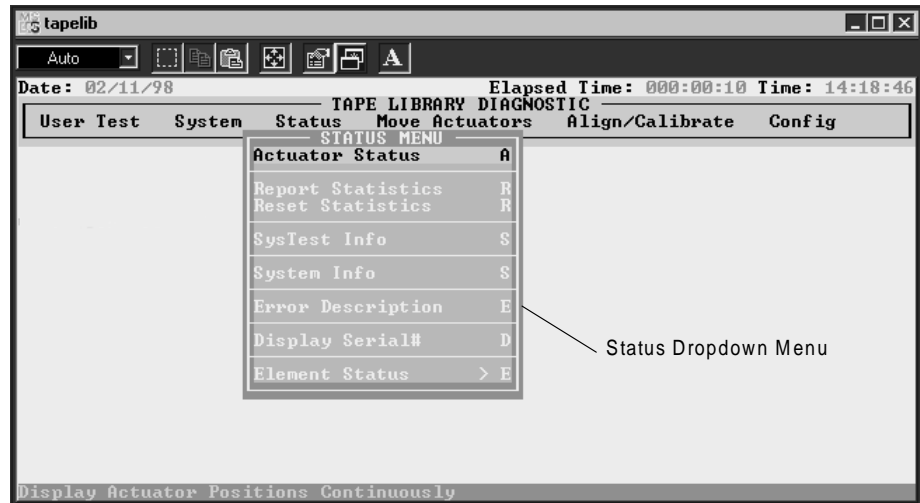 tapelib
Auto
A
Date: 02/11/98 Elapsed Time: 000:00:10 Time: 14:18:46
TAPE LIBRARY DIAGNOSTIC
User Test System Status Move Actuators Align/Calibrate Config
STATUS MENU
Actuator Status A
Report Statistics R
Reset Statistics R
SysTest Info S
System Info S
Error Description E
Display Serial# D
Element Status > E
Status Dropdown Menu
Display Actuator Positions Continuously